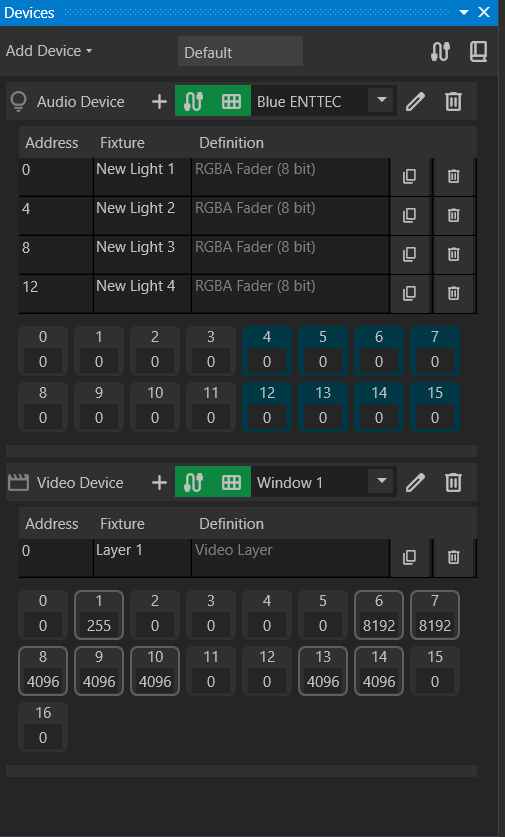 Devices
Add Device Default
Audio Device Blue ENTTEC
Address Fixture Definition
0 New Light 1 RGBA Fader (8 bit)
4 New Light 2 RGBA Fader (8 bit)
8 New Light 3 RGBA Fader (8 bit)
12 New Light 4 RGBA Fader (8 bit)
0 1 2 3 4 5 6 7
0 0 0 0 0 0 0 0
8 9 10 11 12 13 14 15
0 0 0 0 0 0 0 0
Video Device Window 1
Address Fixture Definition
0 Layer 1 Video Layer
0 1 2 3 4 5 6 7
0 255 0 0 0 0 8192 8192
8 9 10 11 12 13 14 15
4096 4096 4096 0 0 4096 4096 0
16
0